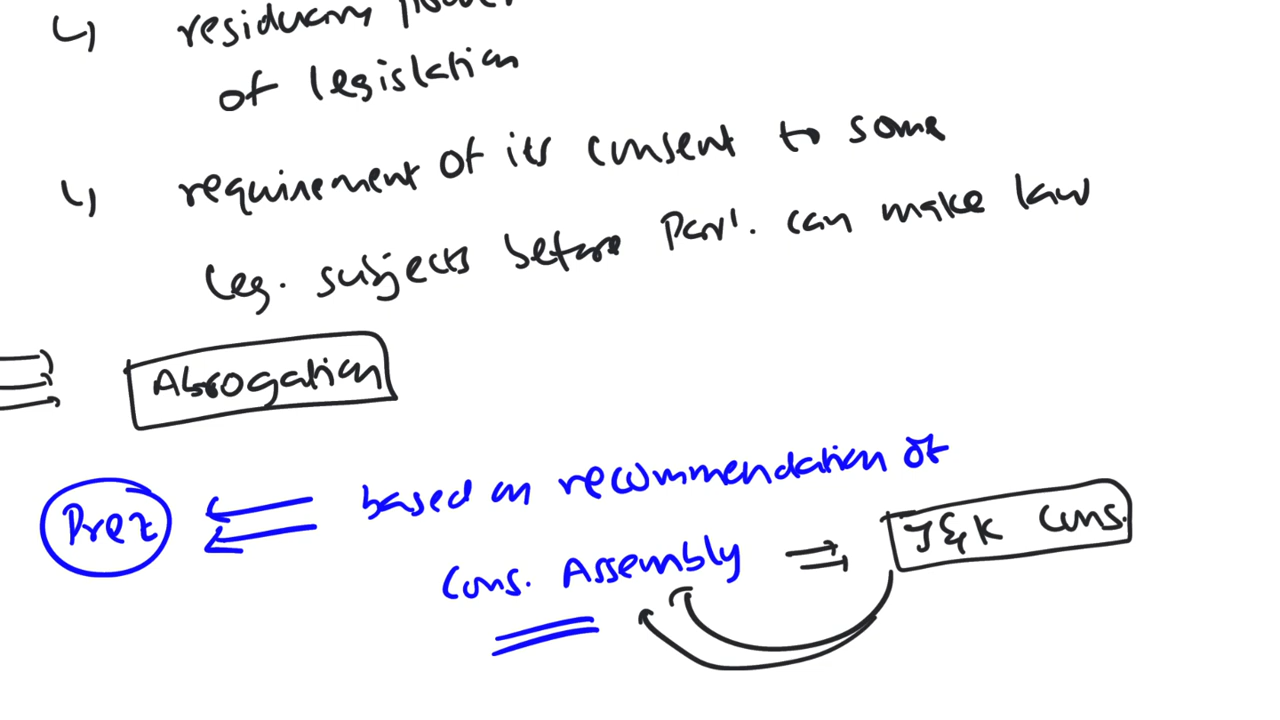 residuary power
of legislation
requirement of its consent to some
leg. subjects before Parl. can make law
Abrogation
Prez based on recommendation of
Cons. Assembly J&K Cons.